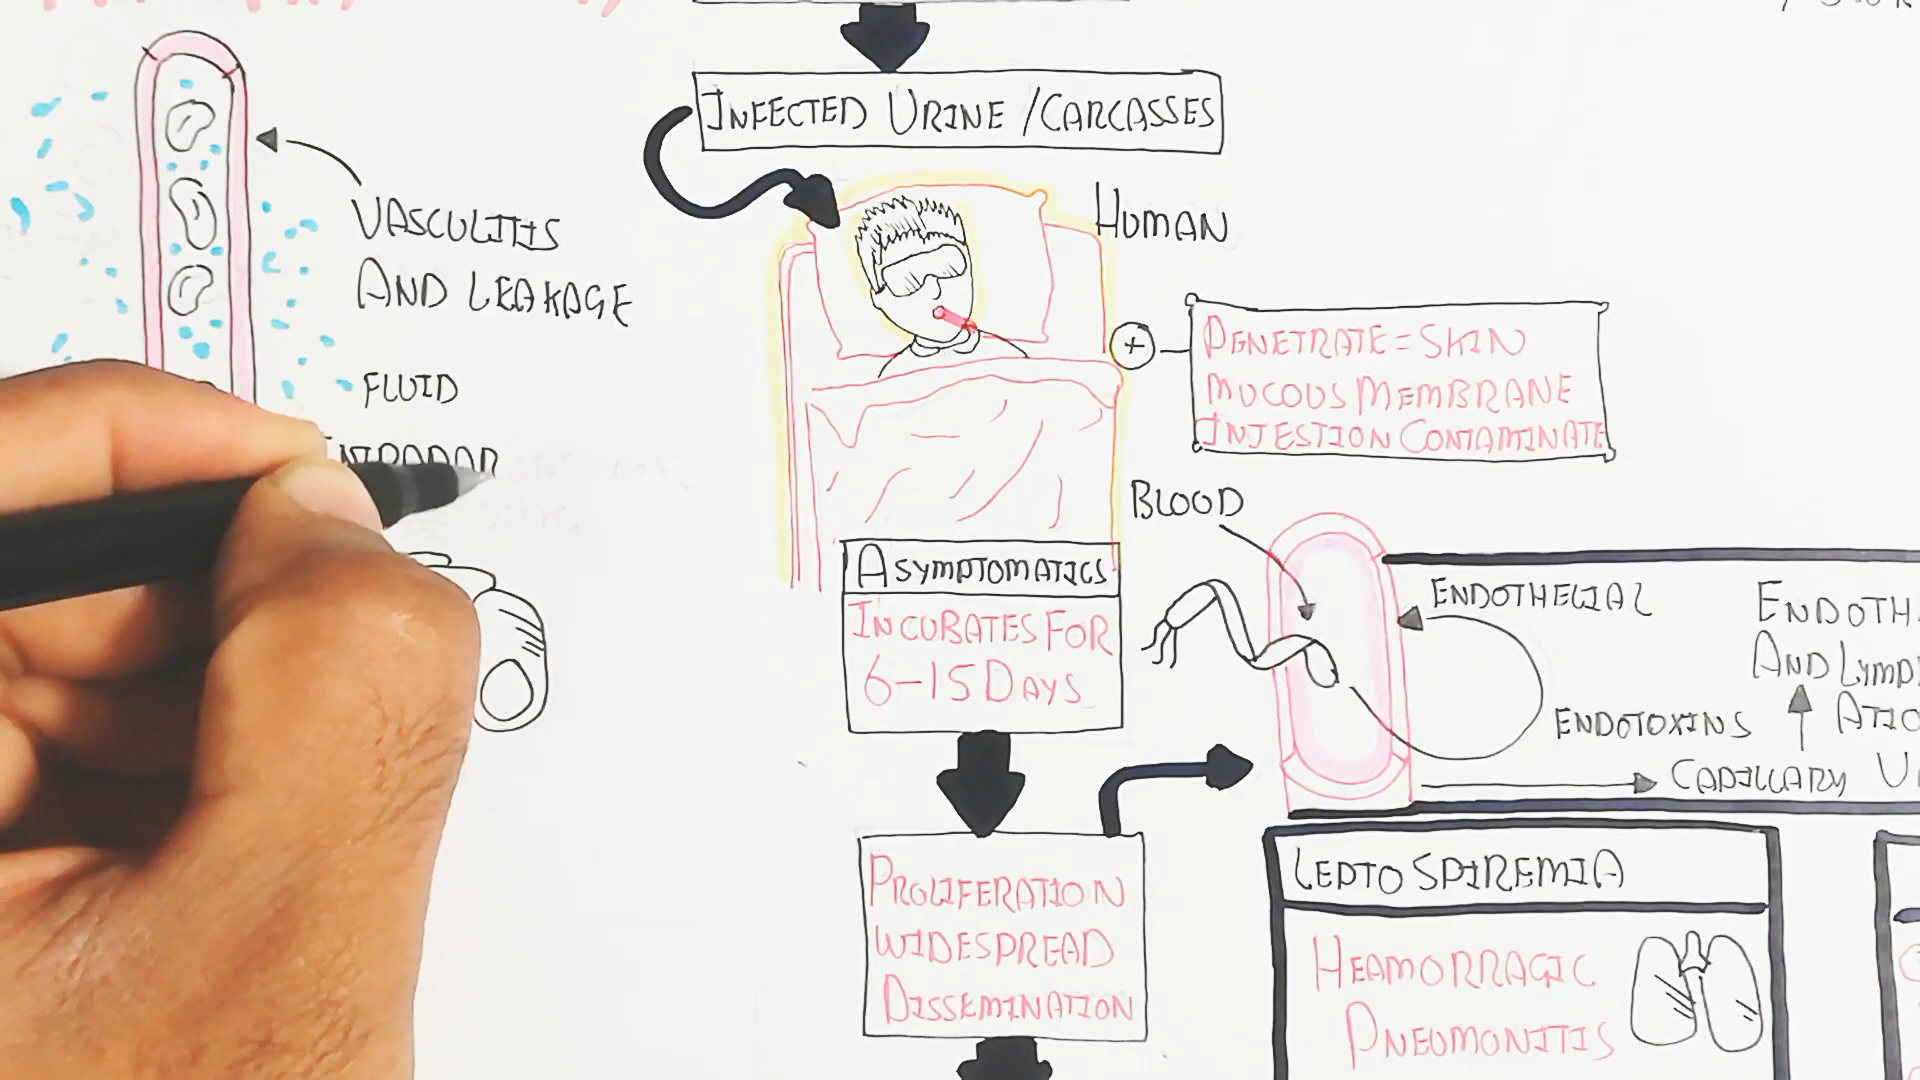 INFECTED URINE / CARCASSES
VASCULITIS
AND LEAKAGE
FLUID
HUMAN
+
PENETRATE = SKIN
MUCOUS MEMBRANE
INJESTION CONTAMINATE
BLOOD
ASYMPTOMATICS
INCUBATES FOR
6-15 DAYS
ENDOTHELIAL
ENDOTOXINS
CAPILLARY
PROLIFERATION
WIDESPREAD
DISSEMINATION
LEPTOSPIREMIA
HEAMORRAGIC
PNEUMONITIS